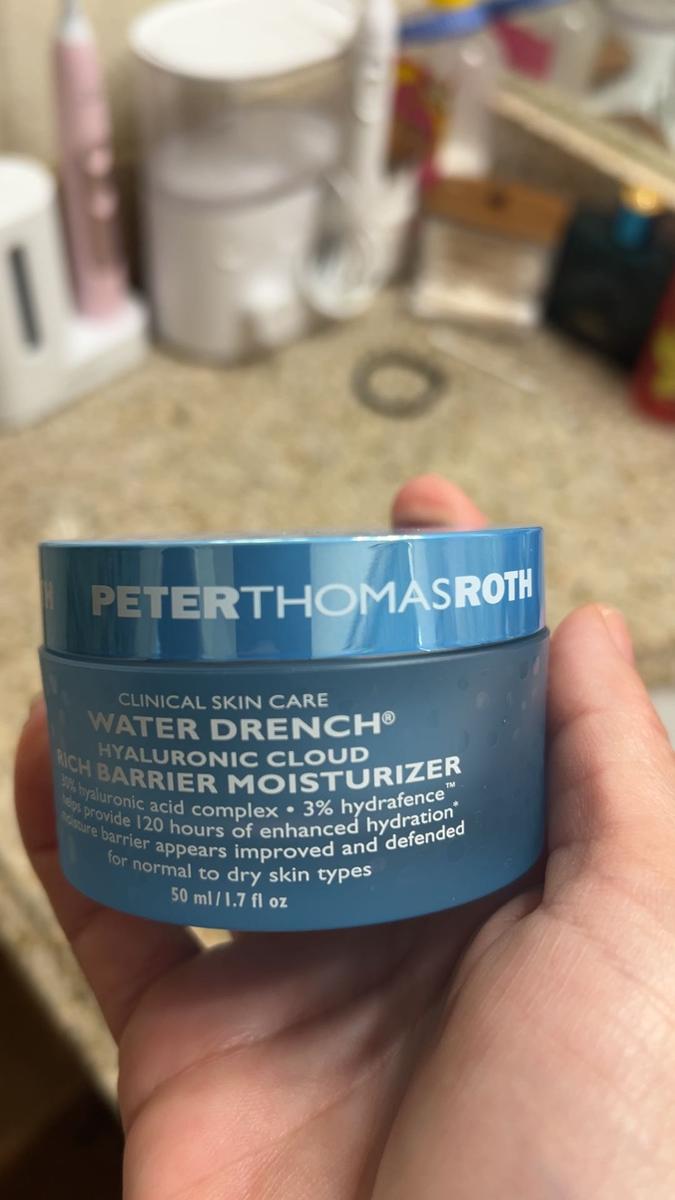 PETERTHOMASROTH
CLINICAL SKIN CARE
WATER DRENCH®
HYALURONIC CLOUD
RICH BARRIER MOISTURIZER
30% hyaluronic acid complex • 3% hydrafence™
helps provide 120 hours of enhanced hydration*
moisture barrier appears improved and defended
for normal to dry skin types
50 ml/1.7 fl oz